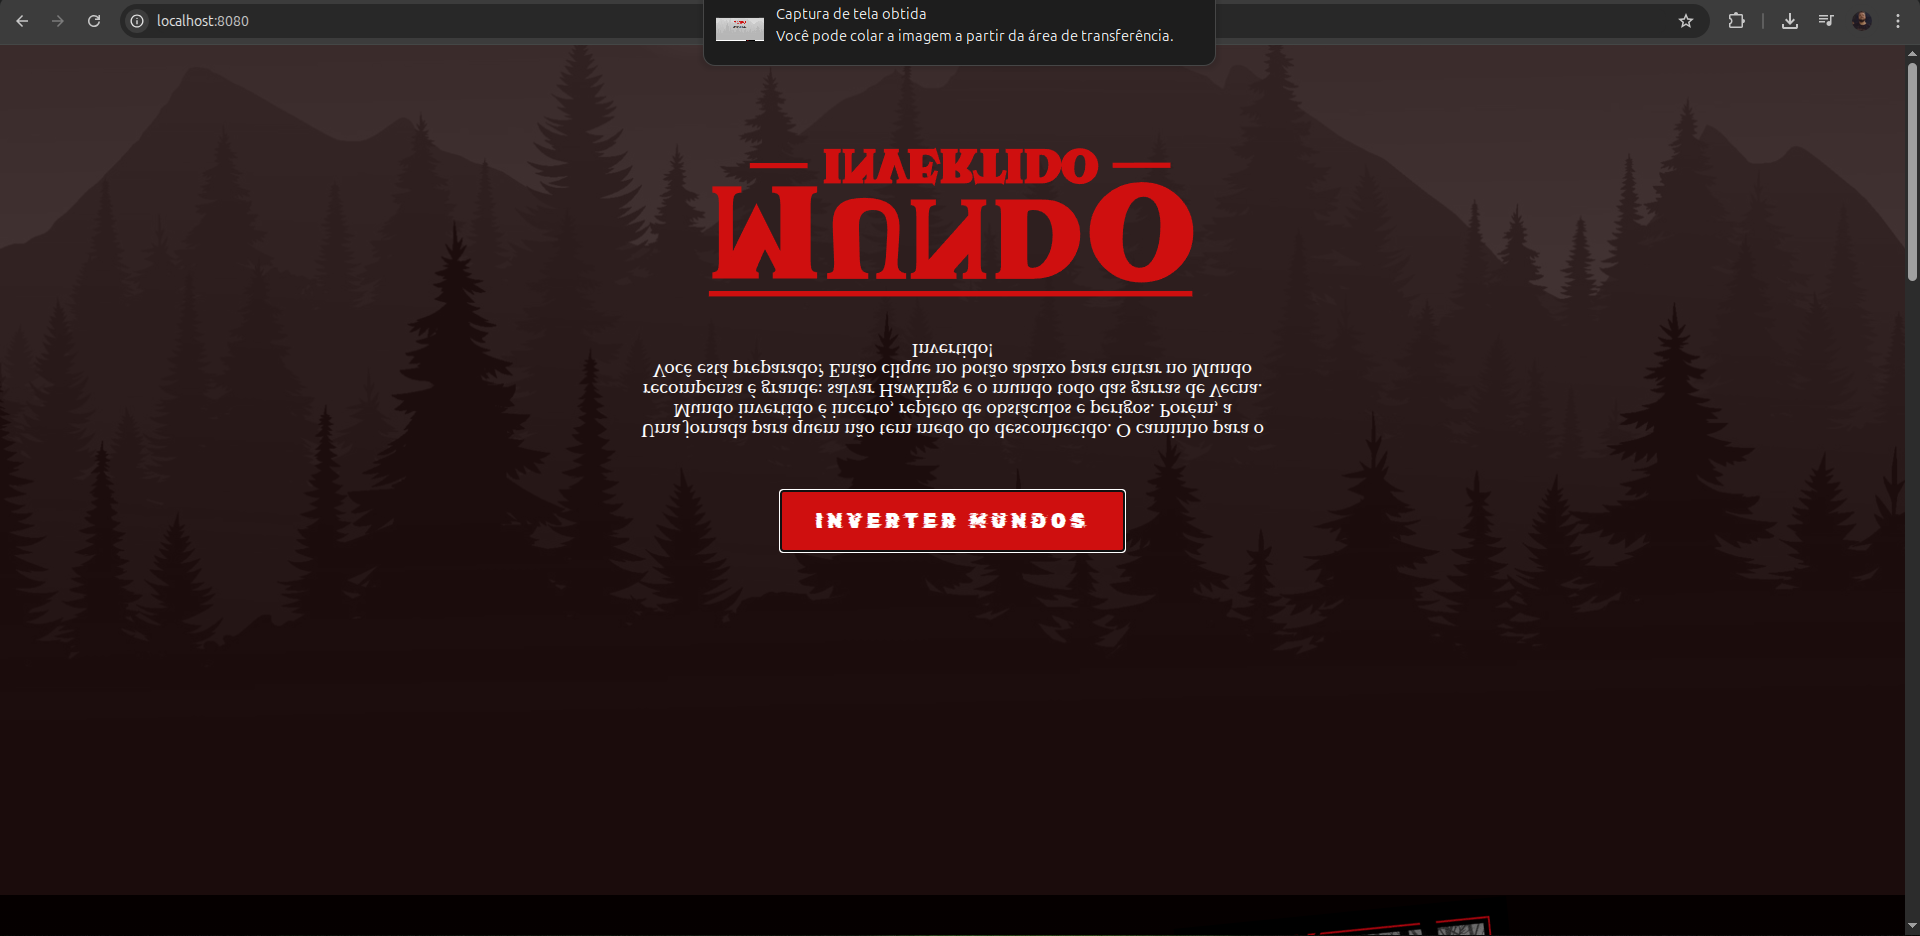 localhost:8080
Captura de tela obtida
Você pode colar a imagem a partir da área de transferência.
MUNDO
INVERTIDO
Uma jornada para quem não tem medo do desconhecido. O caminho para o
Mundo invertido é incerto, repleto de obstáculos e perigos. Porém, a
recompensa é grande: salvar Hawkings e o mundo todo das garras de Vecna.
Você está preparado? Então clique no botão abaixo para entrar no Mundo
Invertido!
INVERTER MUNDOS